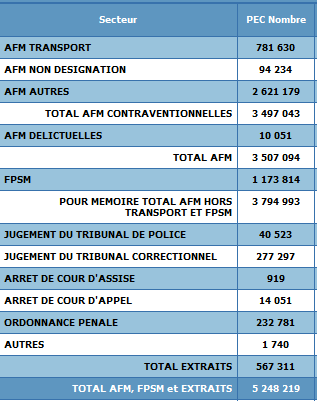 Secteur PEC Nombre
AFM TRANSPORT 781 630
AFM NON DESIGNATION 94 234
AFM AUTRES 2 621 179
TOTAL AFM CONTRAVENTIONNELLES 3 497 043
AFM DELICTUELLES 10 051
TOTAL AFM 3 507 094
FPSM 1 173 814
POUR MEMOIRE TOTAL AFM HORS
TRANSPORT ET FPSM 3 794 993
JUGEMENT DU TRIBUNAL DE POLICE 40 523
JUGEMENT DU TRIBUNAL CORRECTIONNEL 277 297
ARRET DE COUR D'ASSISE 919
ARRET DE COUR D'APPEL 14 051
ORDONNANCE PENALE 232 781
AUTRES 1 740
TOTAL EXTRAITS 567 311
TOTAL AFM, FPSM et EXTRAITS 5 248 219